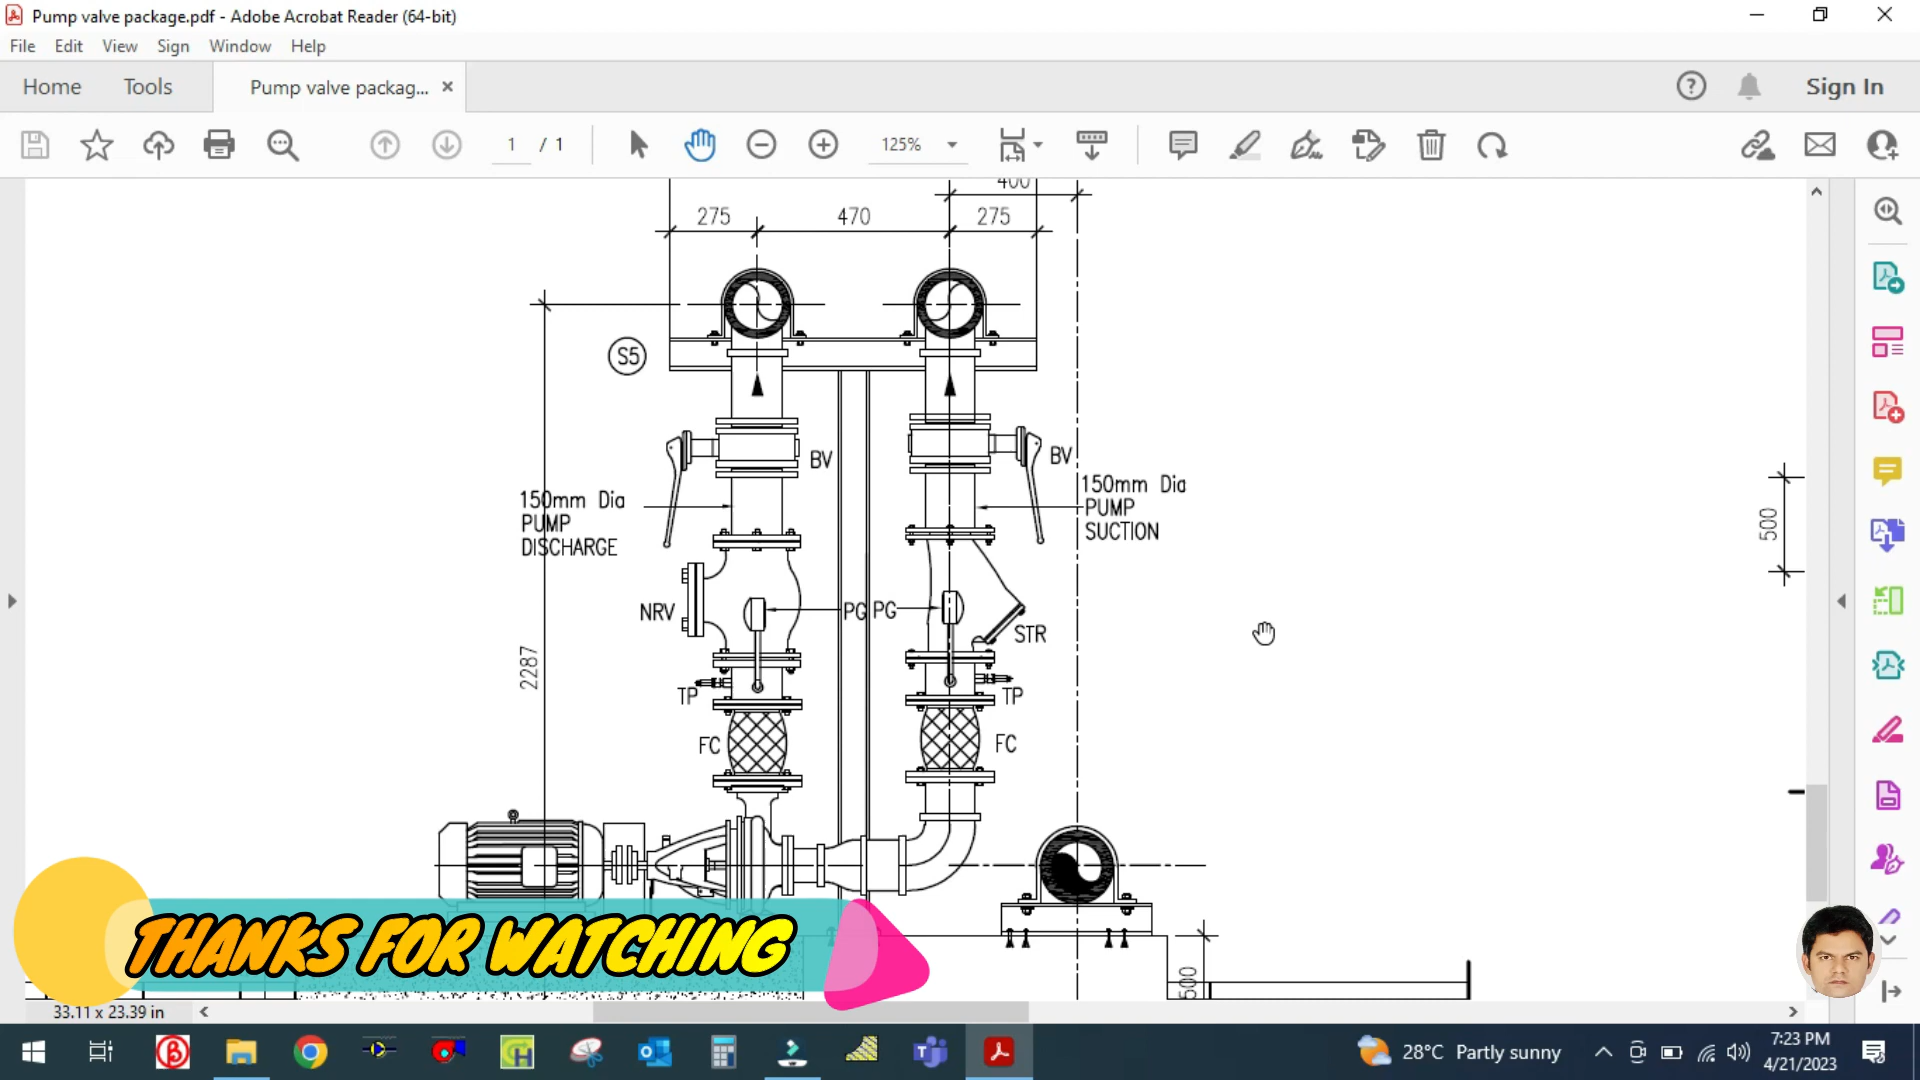 Pump valve package.pdf - Adobe Acrobat Reader (64-bit)
File Edit View Sign Window Help
Home Tools Pump valve packag... × Sign In
1 / 1 125%
400
275 470 275
S5
BV BV
150mm Dia
PUMP
DISCHARGE
150mm Dia
PUMP
SUCTION
500
NRV PG PG STR
2287
TP TP
FC FC
THANKS FOR WATCHING
500
33.11 x 23.39 in
28°C Partly sunny
7:23 PM
4/21/2023